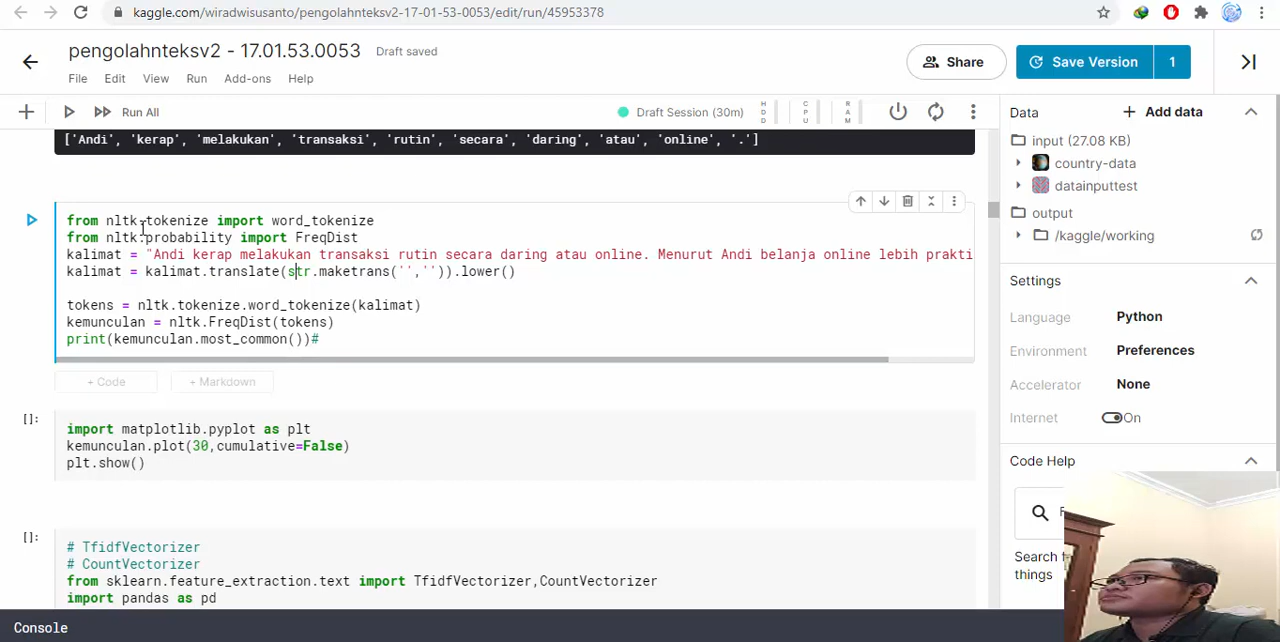 kaggle.com/wiradwisusanto/pengolahnteksv2-17-01-53-0053/edit/run/45953378
pengolahnteksv2 - 17.01.53.0053 Draft saved
Share
Save Version 1
File Edit View Run Add-ons Help
Run All
Draft Session (30m)
HDD
CPU
RAM
['Andi', 'kerap', 'melakukan', 'transaksi', 'rutin', 'secara', 'daring', 'atau', 'online', '.']
from nltk.tokenize import word_tokenize
from nltk.probability import FreqDist
kalimat = "Andi kerap melakukan transaksi rutin secara daring atau online. Menurut Andi belanja online lebih prakti
kalimat = kalimat.translate(str.maketrans('','')).lower()
tokens = nltk.tokenize.word_tokenize(kalimat)
kemunculan = nltk.FreqDist(tokens)
print(kemunculan.most_common())#
+ Code + Markdown
[]:
import matplotlib.pyplot as plt
kemunculan.plot(30,cumulative=False)
plt.show()
[]:
# TfidfVectorizer
# CountVectorizer
from sklearn.feature_extraction.text import TfidfVectorizer,CountVectorizer
import pandas as pd
Console
Data
+ Add data
input (27.08 KB)
country-data
datainputtest
output
/kaggle/working
Settings
Language Python
Environment Preferences
Accelerator None
Internet On
Code Help
Search
things